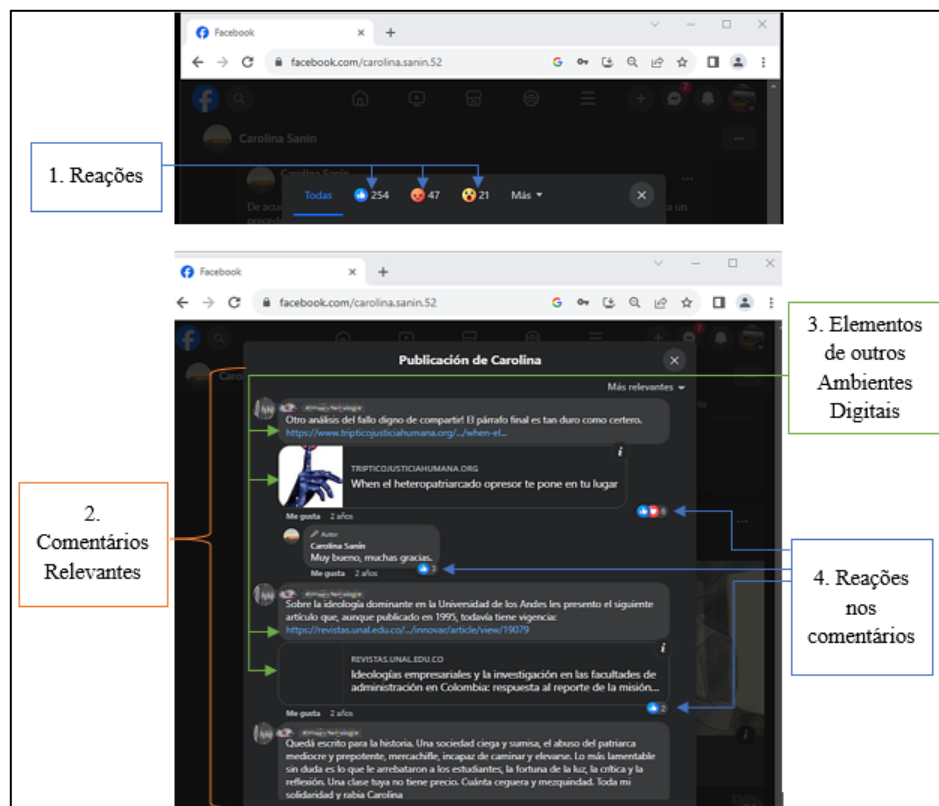 Facebook
facebook.com/carolina.sanin.52
Carolina Sanin
Carolina Sanin
De acue
a un
preced
Todas 254 47 21 Más
1. Reações
Facebook
facebook.com/carolina.sanin.52
Caro
tir
Publicación de Carolina
Más relevantes
Otro análisis del fallo digno de compartir! El párrafo final es tan duro como certero.
https://www.tripticojusticiahumana.org/.../when-el...
TRIPTICOJUSTICIAHUMANA.ORG
When el heteropatriarcado opresor te pone en tu lugar
Me gusta 2 años 6
Autor
Carolina Sanin
Muy bueno, muchas gracias.
Me gusta 2 años 3
Sobre la ideología dominante en la Universidad de los Andes les presento el siguiente
artículo que, aunque publicado en 1995, todavía tiene vigencia:
https://revistas.unal.edu.co/.../innovar/article/view/19079
REVISTAS.UNAL.EDU.CO
Ideologías empresariales y la investigación en las facultades de
administración en Colombia: respuesta al reporte de la misión...
Me gusta 2 años 2
Quedá escrito para la historia. Una sociedad ciega y sumisa, el abuso del patriarca
mediocre y prepotente, mercachifle, incapaz de caminar y elevarse. Lo más lamentable
sin duda es lo que le arrebataron a los estudiantes, la fortuna de la luz, la crítica y la
reflexión. Una clase tuya no tiene precio. Cuánta ceguera y mezquindad. Toda mi
solidaridad y rabia Carolina
2.
Comentários
Relevantes
3. Elementos
de outros
Ambientes
Digitais
4. Reações
nos
comentários